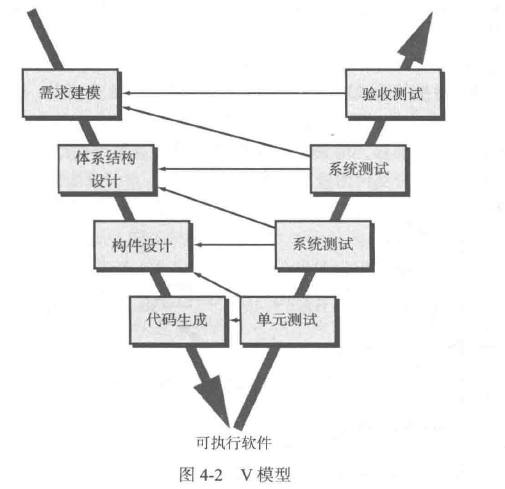 需求建模
验收测试
体系结构
设计
系统测试
构件设计
系统测试
代码生成
单元测试
可执行软件
图 4-2 V 模型